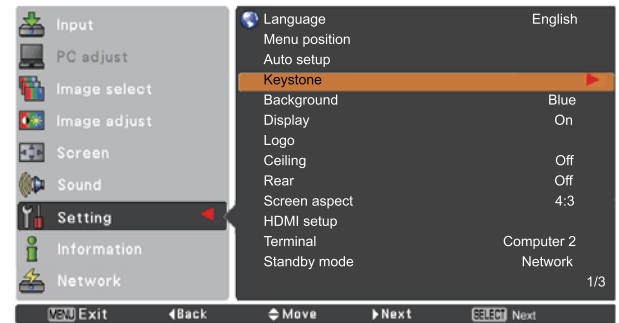 Input
PC adjust
Image select
Image adjust
Screen
Sound
Setting
Information
Network
Language English
Menu position
Auto setup
Keystone
Background Blue
Display On
Logo
Ceiling Off
Rear Off
Screen aspect 4:3
HDMI setup
Terminal Computer 2
Standby mode Network
1/3
MENU Exit Back Move Next SELECT Next